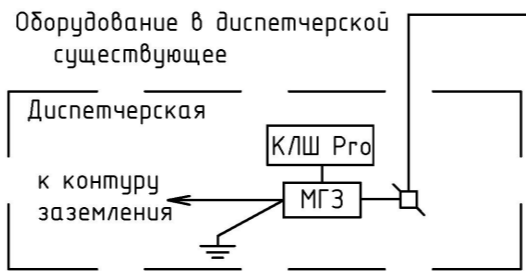 Оборудование в диспетчерской
существующее
Диспетчерская
КЛШ Pro
к контуру
заземления
МГЗ